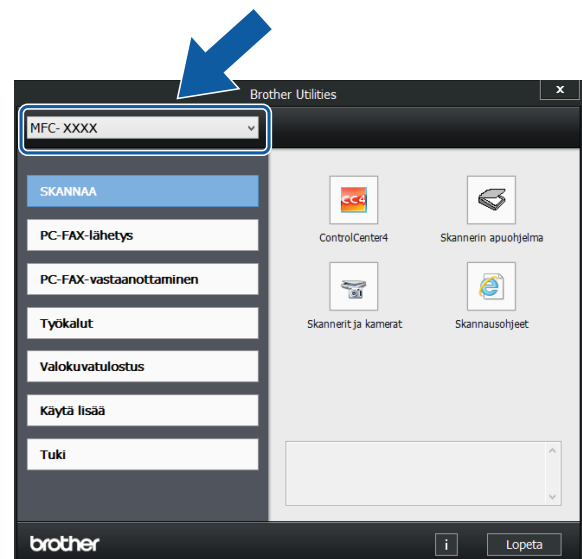 Brother Utilities
x
MFC- XXXX
SKANNAA
PC-FAX-lähetys
PC-FAX-vastaanottaminen
Työkalut
Valokuvatulostus
Käytä lisää
Tuki
CC4
ControlCenter4
Skannerin apuohjelma
Skannerit ja kamerat
Skannausohjeet
brother
i
Lopeta